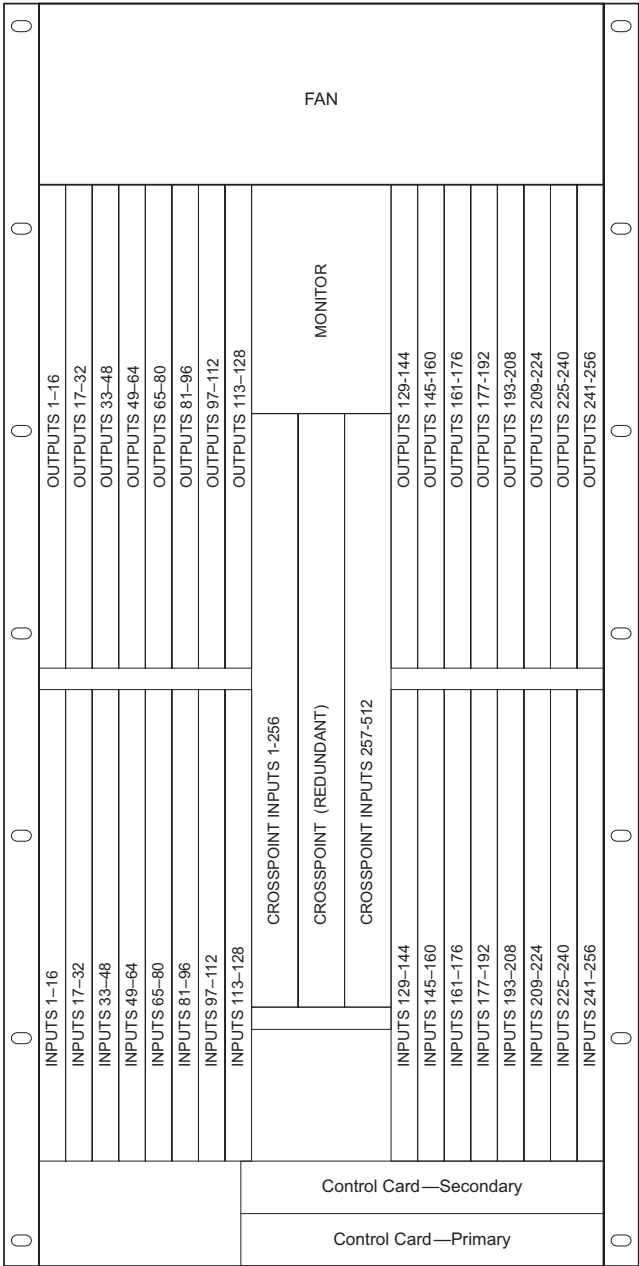 FAN
OUTPUTS 1–16
OUTPUTS 17–32
OUTPUTS 33–48
OUTPUTS 49–64
OUTPUTS 65–80
OUTPUTS 81–96
OUTPUTS 97–112
OUTPUTS 113–128
MONITOR
OUTPUTS 129-144
OUTPUTS 145-160
OUTPUTS 161-176
OUTPUTS 177-192
OUTPUTS 193-208
OUTPUTS 209-224
OUTPUTS 225-240
OUTPUTS 241-256
CROSSPOINT INPUTS 1-256
CROSSPOINT (REDUNDANT)
CROSSPOINT INPUTS 257-512
INPUTS 1–16
INPUTS 17–32
INPUTS 33–48
INPUTS 49–64
INPUTS 65–80
INPUTS 81–96
INPUTS 97–112
INPUTS 113–128
INPUTS 129–144
INPUTS 145–160
INPUTS 161–176
INPUTS 177–192
INPUTS 193–208
INPUTS 209–224
INPUTS 225–240
INPUTS 241–256
Control Card—Secondary
Control Card—Primary